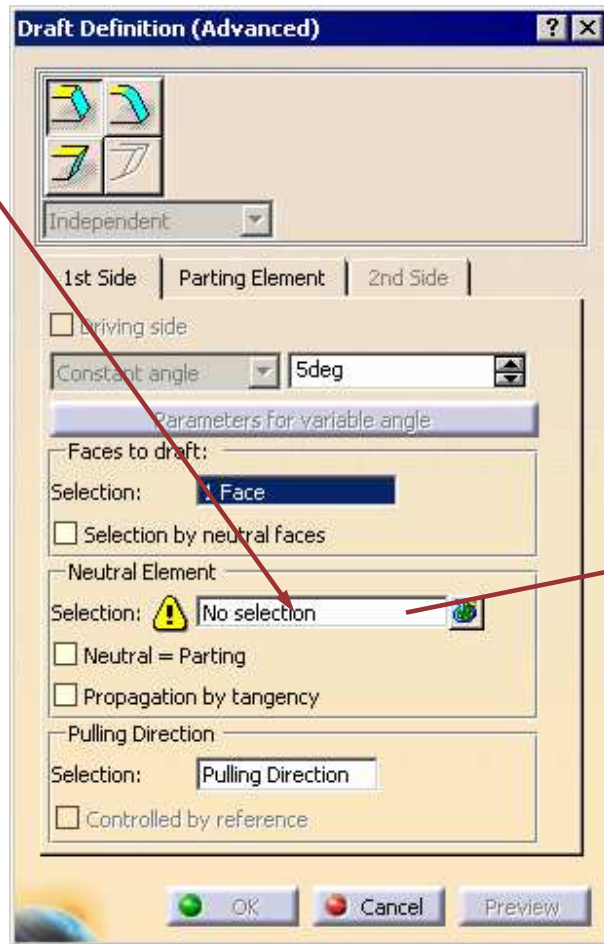 Draft Definition (Advanced)
Independent
1st Side Parting Element 2nd Side
Driving side
Constant angle 5deg
Parameters for variable angle
Faces to draft:
Selection: 1 Face
Selection by neutral faces
Neutral Element
Selection: No selection
Neutral = Parting
Propagation by tangency
Pulling Direction
Selection: Pulling Direction
Controlled by reference
OK Cancel Preview